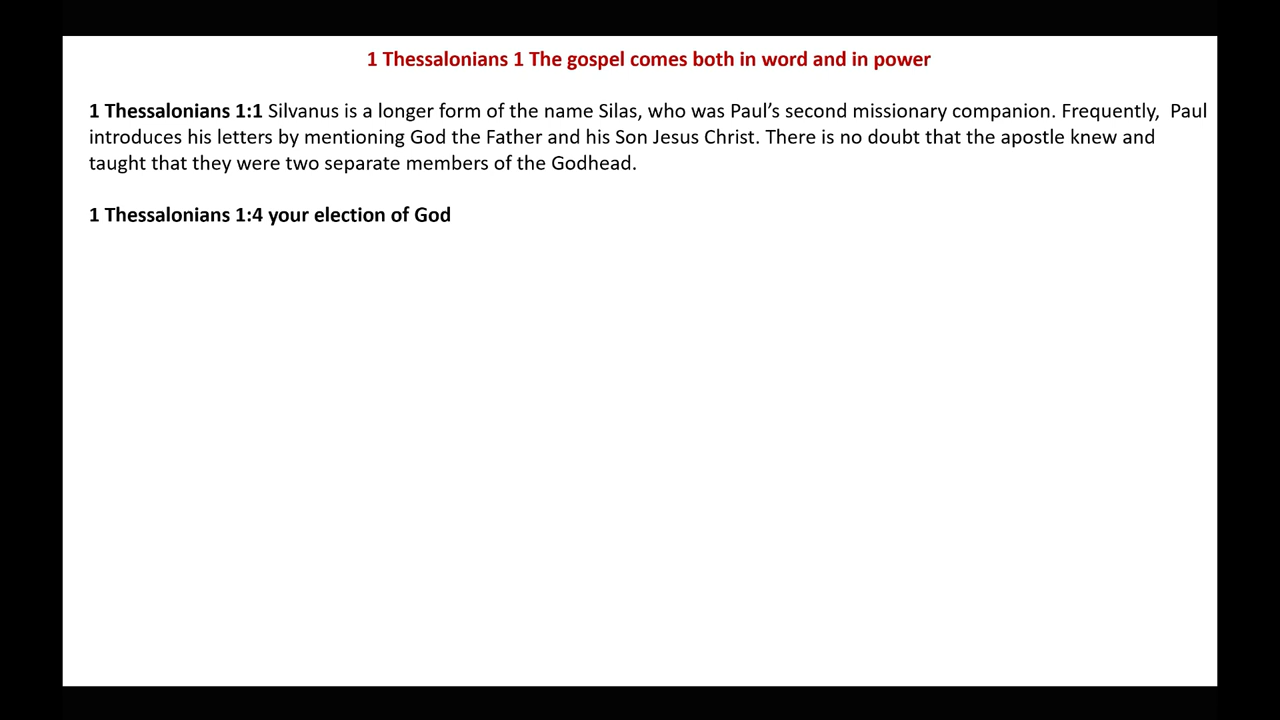 1 Thessalonians 1 The gospel comes both in word and in power
1 Thessalonians 1:1 Silvanus is a longer form of the name Silas, who was Paul’s second missionary companion. Frequently,  Paul
introduces his letters by mentioning God the Father and his Son Jesus Christ. There is no doubt that the apostle knew and
taught that they were two separate members of the Godhead.
1 Thessalonians 1:4 your election of God